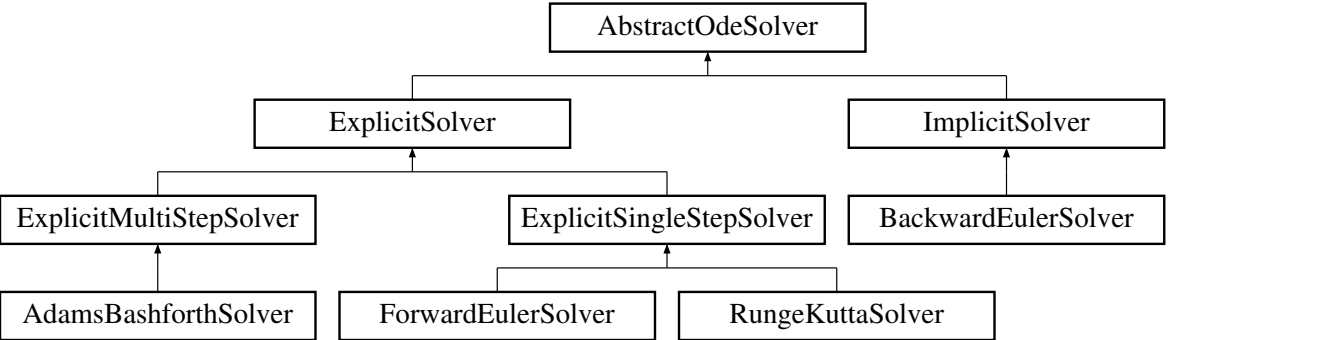 AbstractOdeSolver
ExplicitSolver
ImplicitSolver
ExplicitMultiStepSolver
ExplicitSingleStepSolver
BackwardEulerSolver
AdamsBashforthSolver
ForwardEulerSolver
RungeKuttaSolver